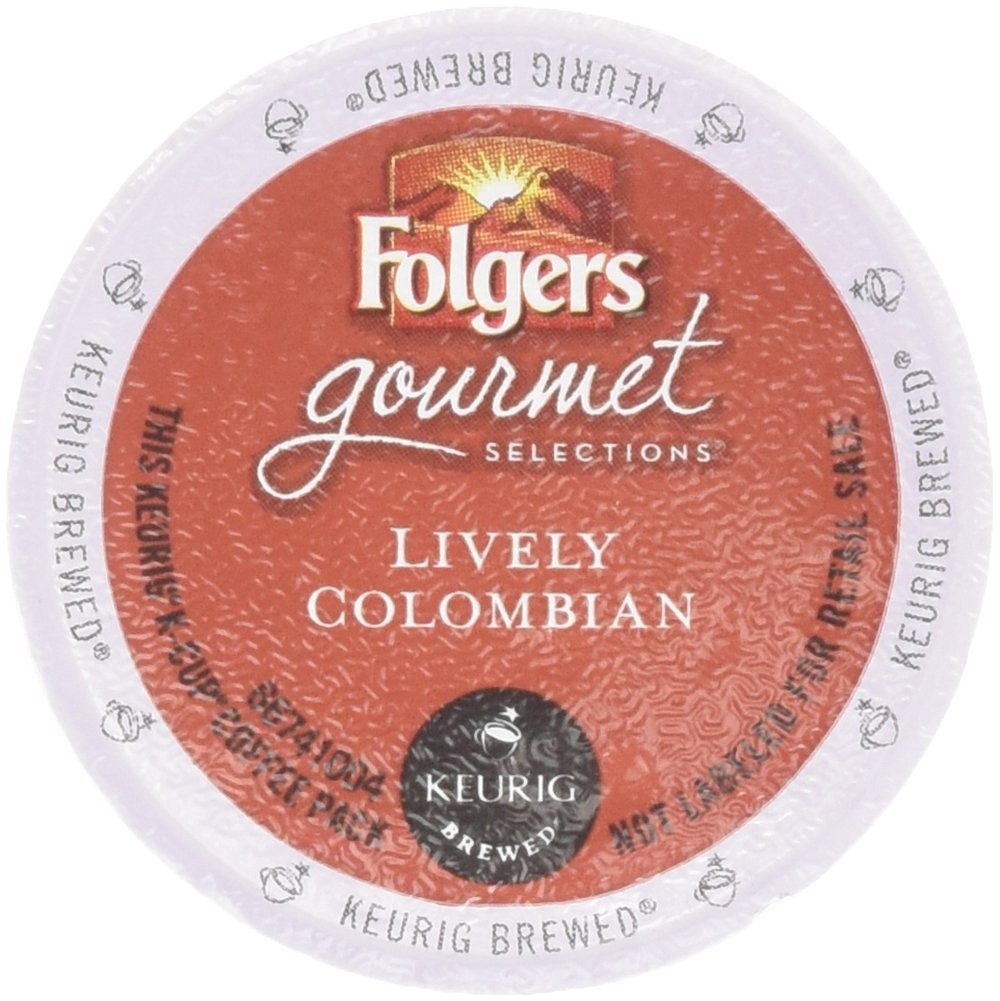 KEURIG BREWED®
Folgers
gourmet
SELECTIONS®
LIVELY
COLOMBIAN
KEURIG
BREWED®
6E741004
THIS KEURIG® K-CUP® COFFEE PACK
NOT LABELED FOR RETAIL SALE
KEURIG BREWED®
KEURIG BREWED®
KEURIG BREWED®